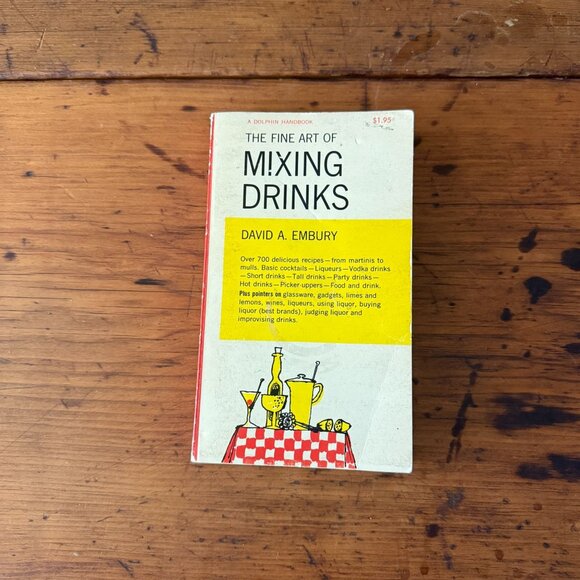 A DOLPHIN HANDBOOK
$1.95
THE FINE ART OF
M!XING
DRINKS
DAVID A. EMBURY
Over 700 delicious recipes—from martinis to
mulls. Basic cocktails—Liqueurs—Vodka drinks
—Short drinks—Tall drinks—Party drinks—
Hot drinks—Picker-uppers—Food and drink.
Plus pointers on glassware, gadgets, limes and
lemons, wines, liqueurs, using liquor, buying
liquor (best brands), judging liquor and
improvising drinks.